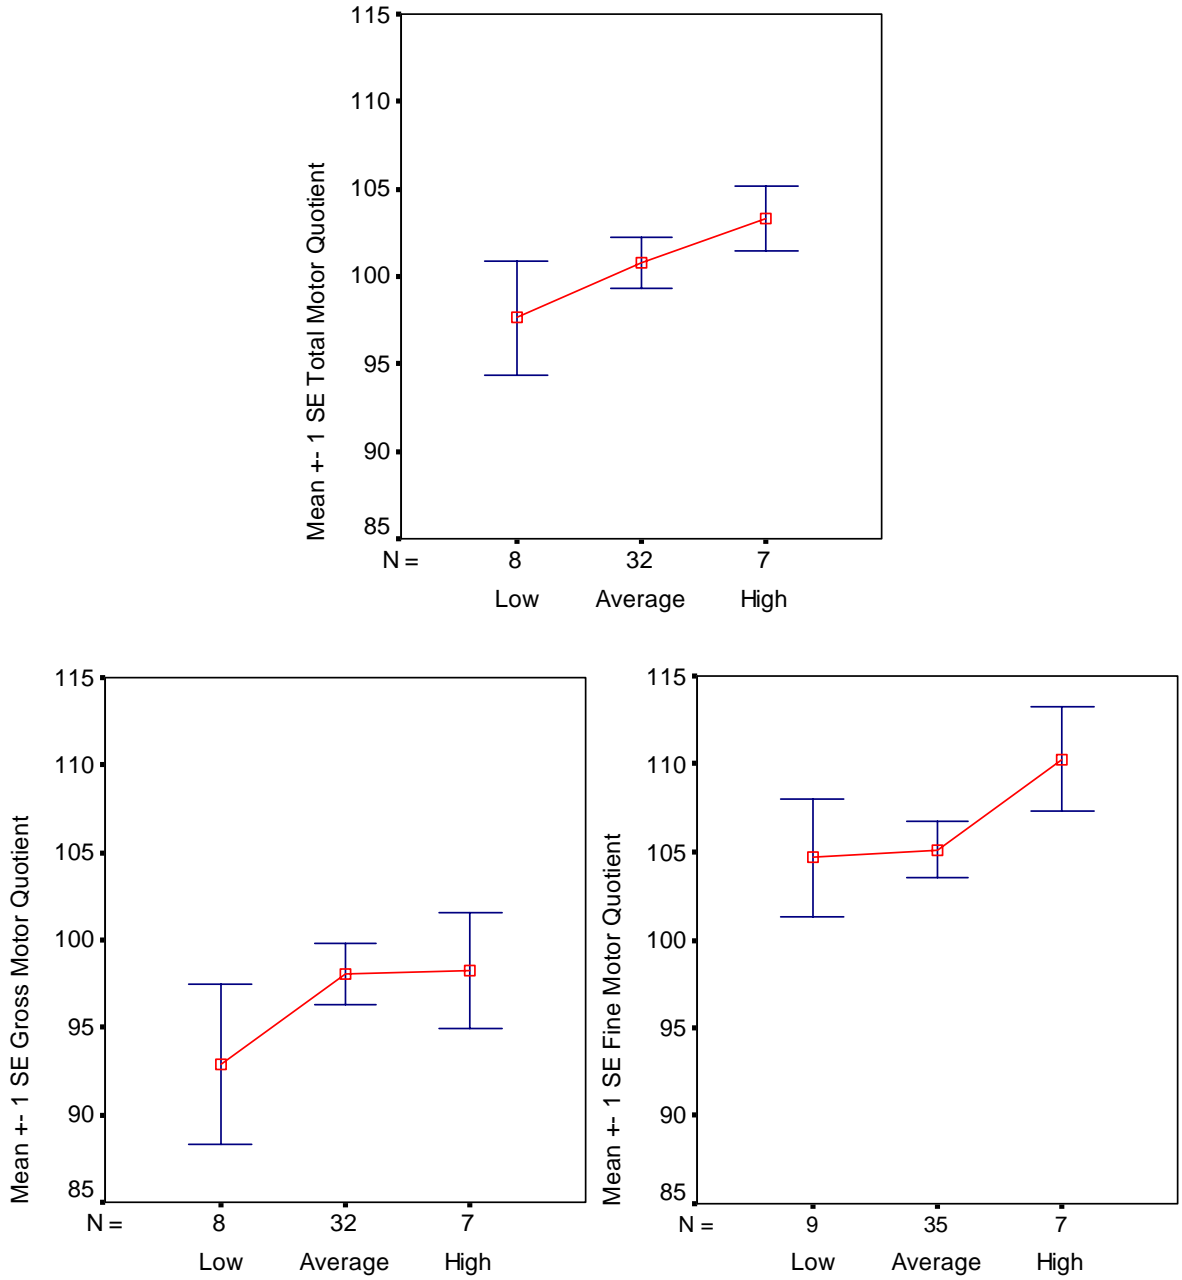 Mean +- 1 SE Total Motor Quotient
115
110
105
100
95
90
85
N = 8 32 7
Low Average High
Mean +- 1 SE Gross Motor Quotient
115
110
105
100
95
90
85
N = 8 32 7
Low Average High
Mean +- 1 SE Fine Motor Quotient
115
110
105
100
95
90
85
N = 9 35 7
Low Average High